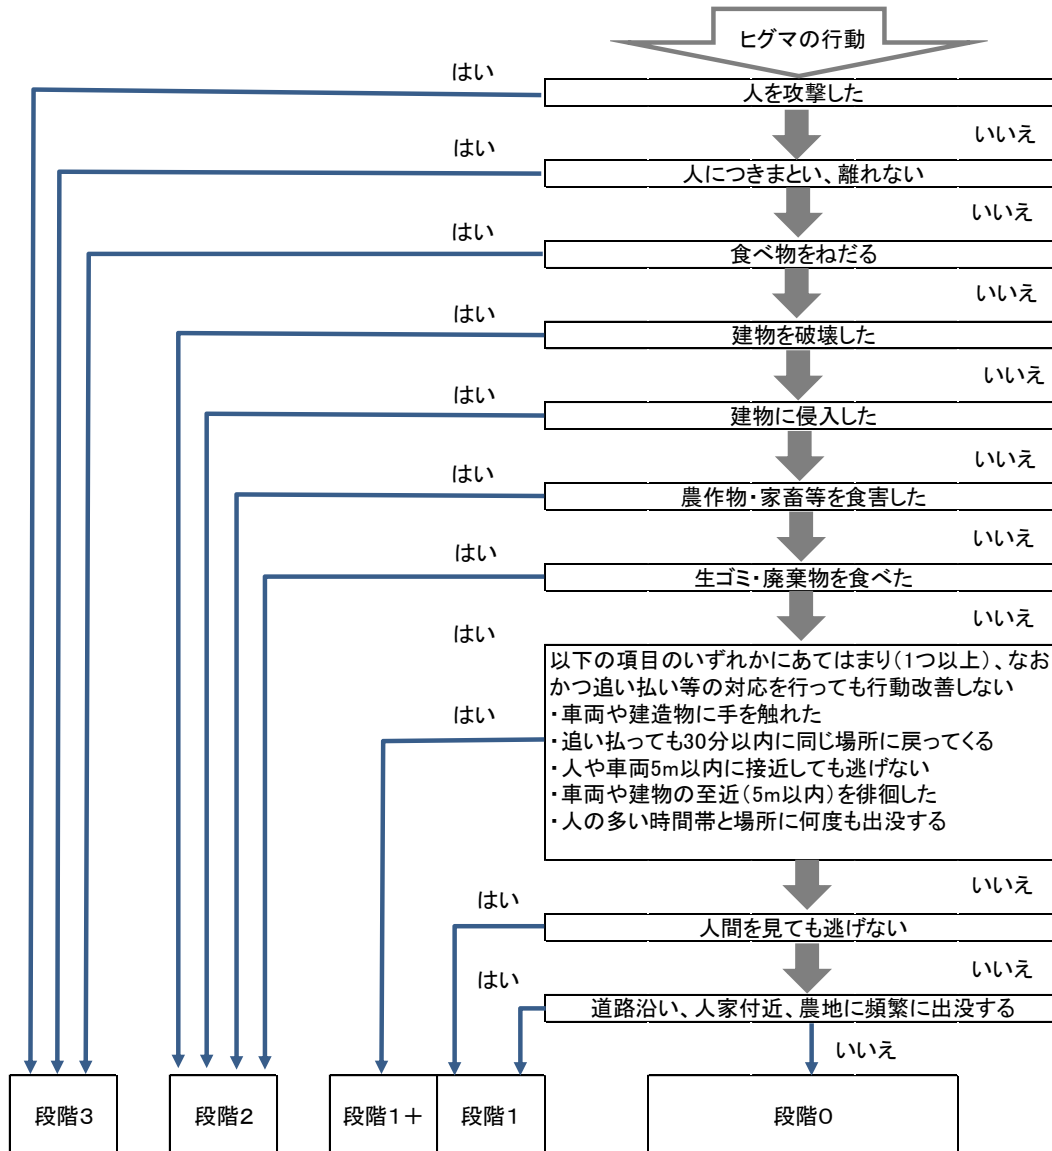 ヒグマの行動
はい
人を攻撃した
いいえ
はい
人につきまとい、離れない
いいえ
はい
食べ物をねだる
いいえ
はい
建物を破壊した
いいえ
はい
建物に侵入した
いいえ
はい
農作物・家畜等を食害した
いいえ
はい
生ゴミ・廃棄物を食べた
いいえ
はい
以下の項目のいずれかにあてはまり(1つ以上)、なお
かつ追い払い等の対応を行っても行動改善しない
はい
・車両や建造物に手を触れた
・追い払っても30分以内に同じ場所に戻ってくる
・人や車両5m以内に接近しても逃げない
・車両や建物の至近(5m以内)を徘徊した
・人の多い時間帯と場所に何度も出没する
いいえ
はい
人間を見ても逃げない
いいえ
はい
道路沿い、人家付近、農地に頻繁に出没する
いいえ
段階3
段階2
段階1+
段階1
段階0